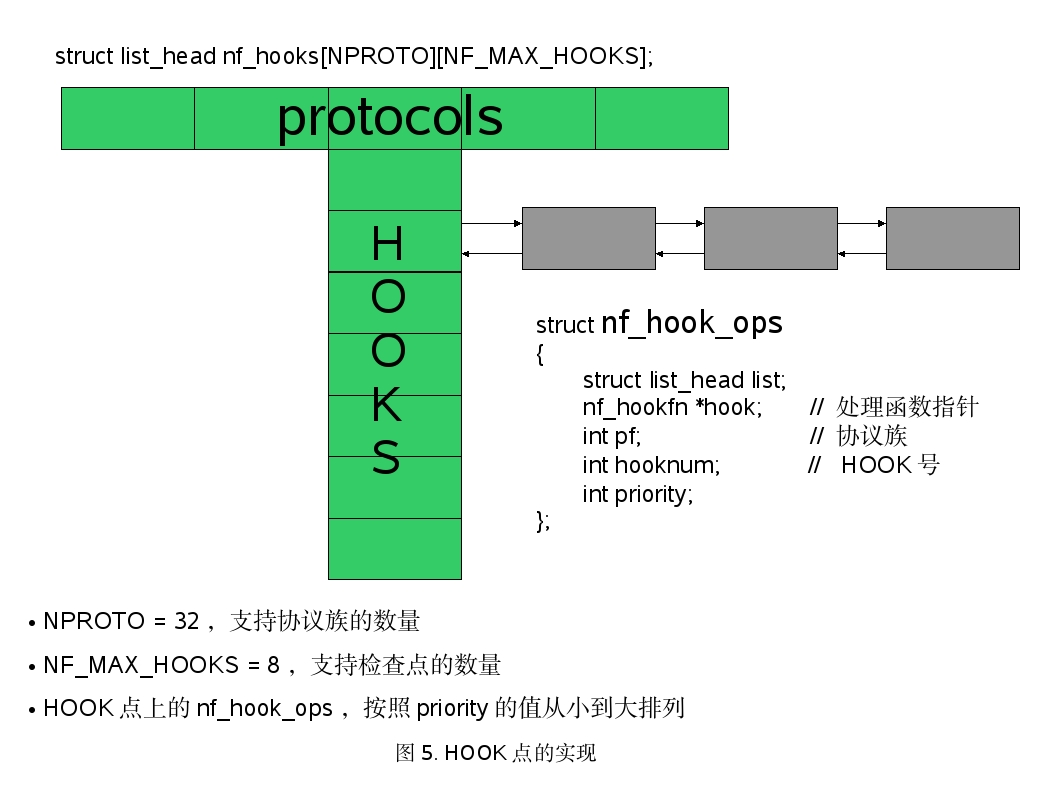 struct list_head nf_hooks[NPROTO][NF_MAX_HOOKS];
protocols
H
O
O
K
S
struct nf_hook_ops
{
struct list_head list;
nf_hookfn *hook; // 处理函数指针
int pf; // 协议族
int hooknum; // HOOK 号
int priority;
};
• NPROTO = 32 ，支持协议族的数量
• NF_MAX_HOOKS = 8 ，支持检查点的数量
• HOOK 点上的 nf_hook_ops ，按照 priority 的值从小到大排列
图 5. HOOK 点的实现